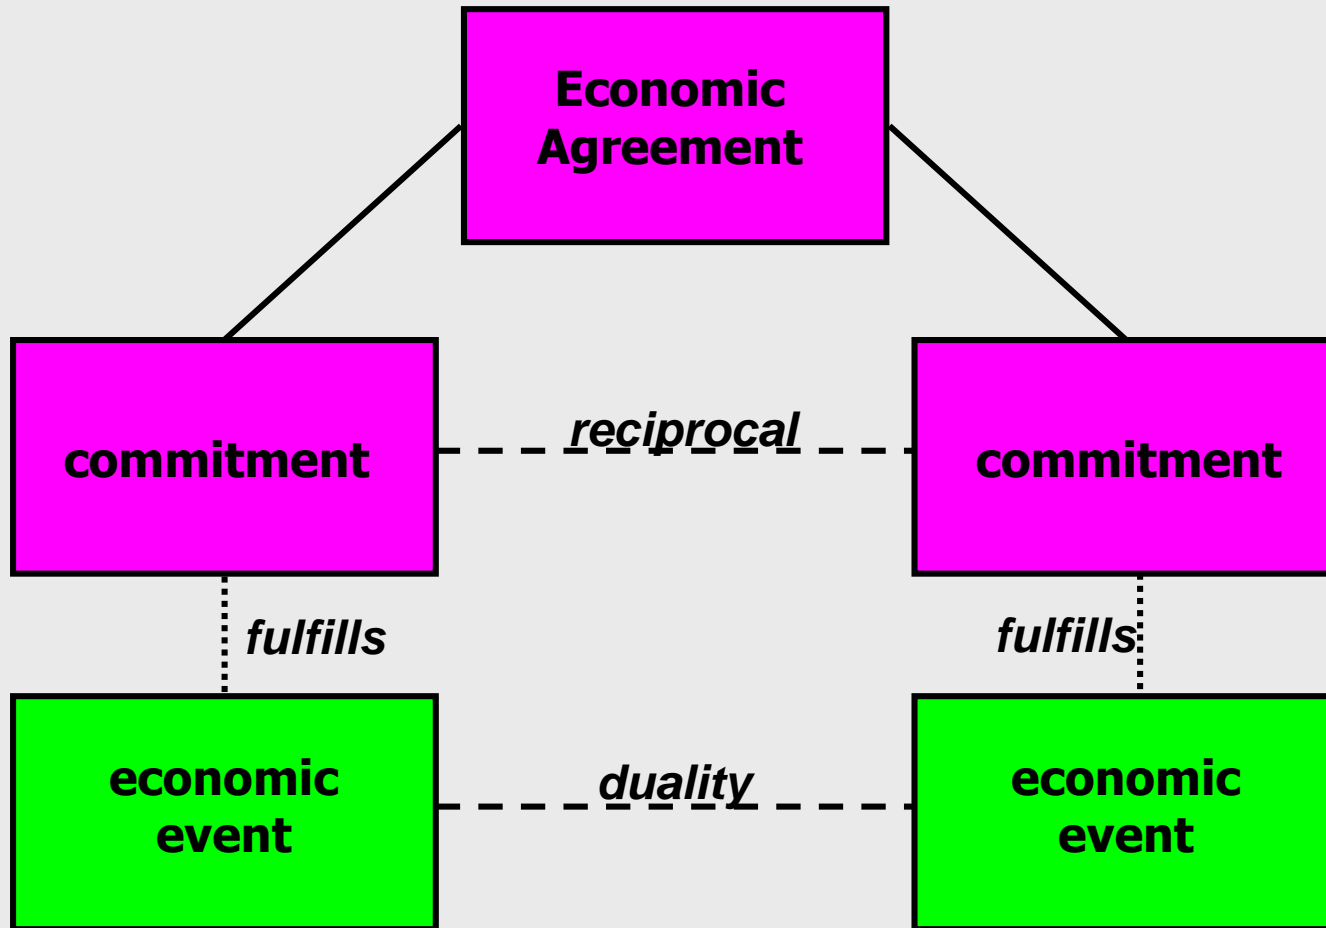 Economic
Agreement
commitment
reciprocal
commitment
fulfills
fulfills
economic
event
duality
economic
event